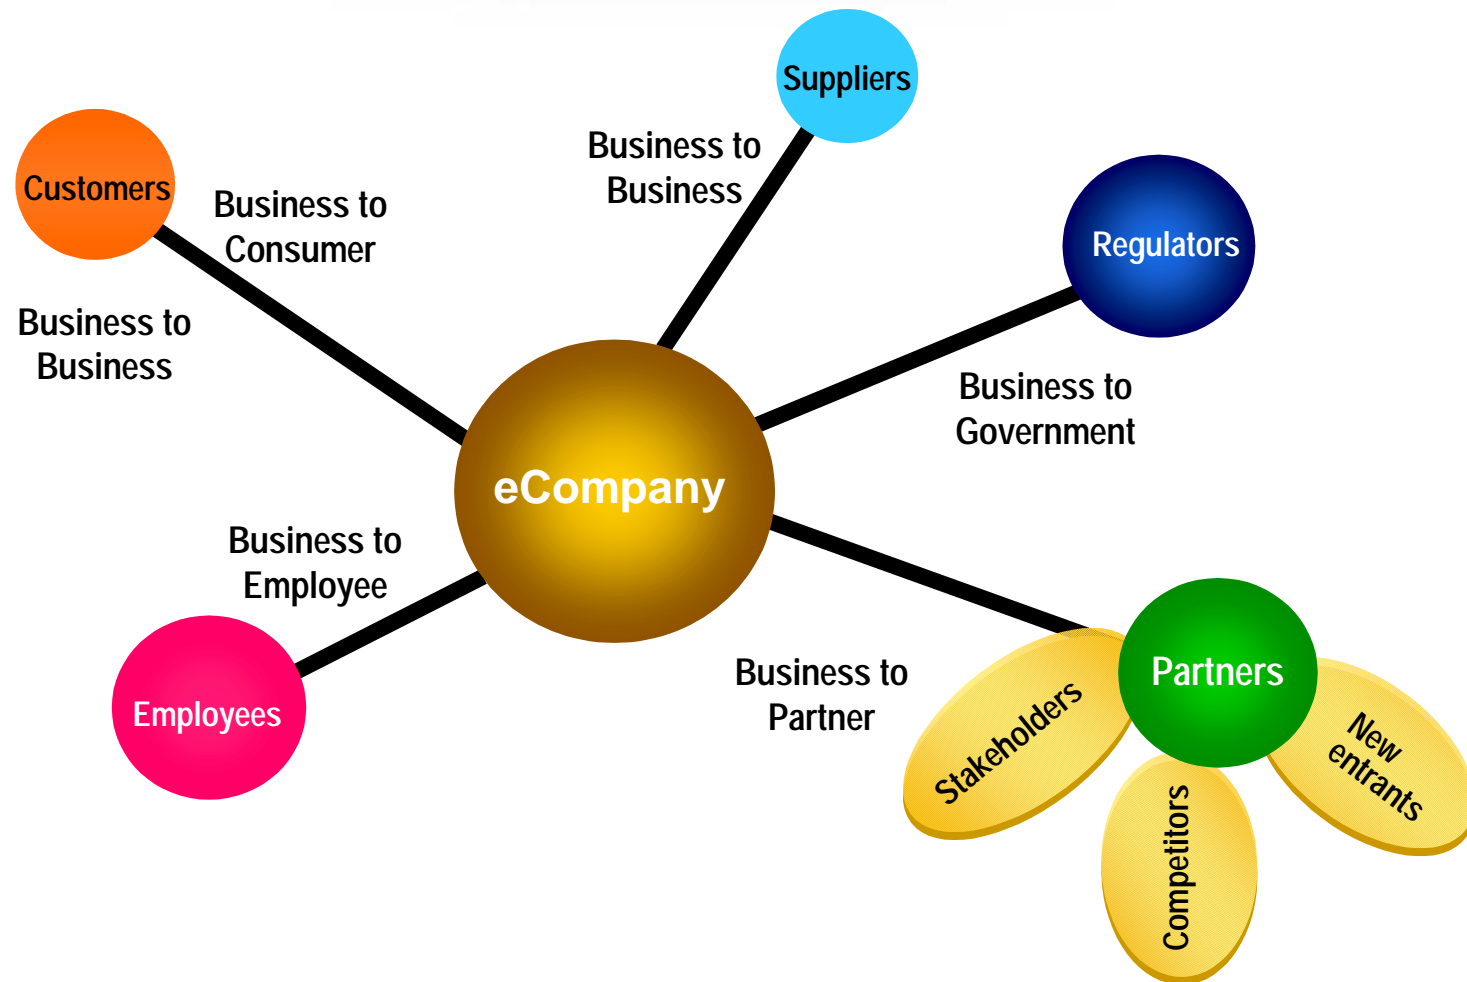 Suppliers
Business to
Business
Customers
Business to
Consumer
Regulators
Business to
Business
Business to
Government
eCompany
Business to
Employee
Employees
Business to
Partner
Partners
Stakeholders
Competitors
New
entrants